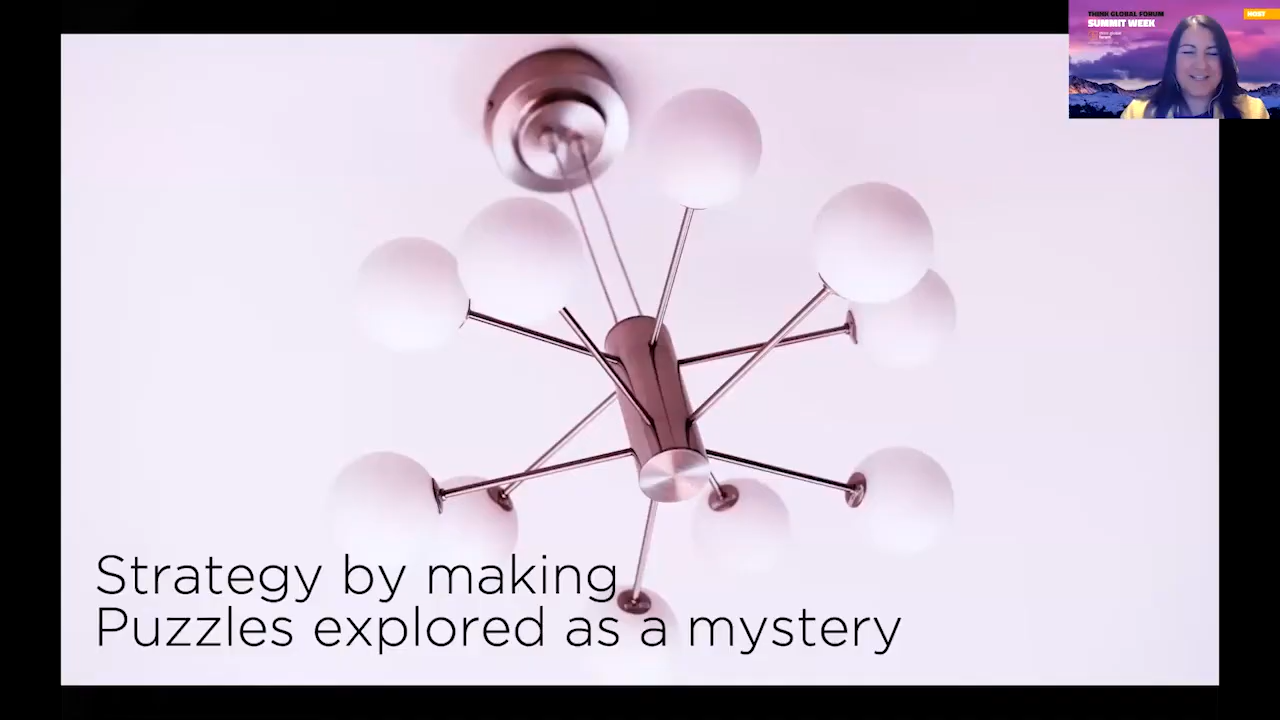 THINK GLOBAL FORUM
SUMMIT WEEK
HOST
Strategy by making
Puzzles explored as a mystery